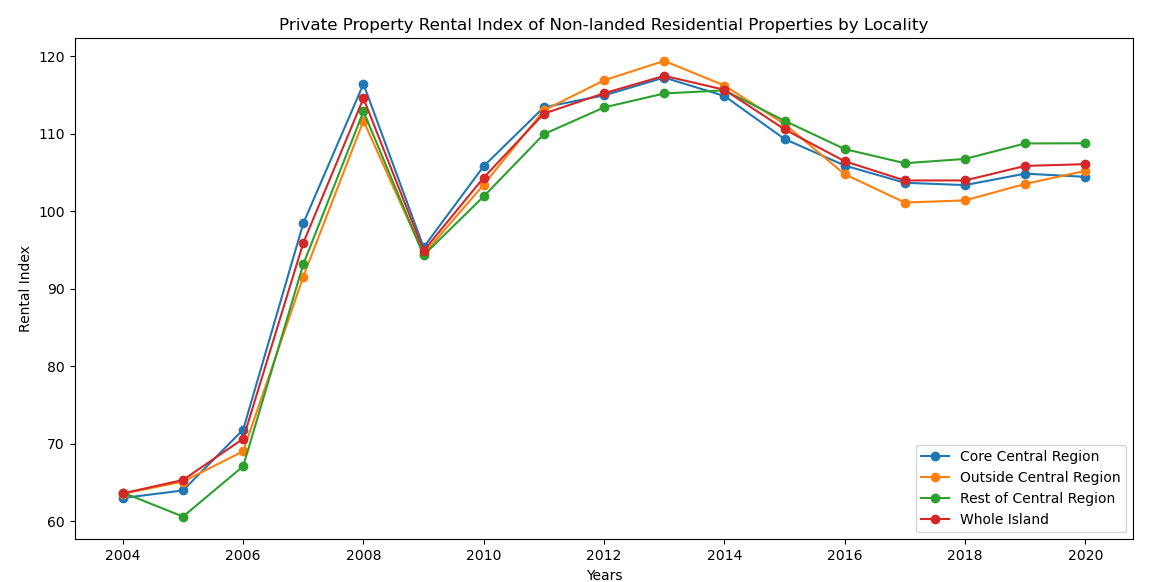 Private Property Rental Index of Non-landed Residential Properties by Locality
120
110
100
90
80
70
60
Rental Index
2004
2006
2008
2010
2012
2014
2016
2018
2020
Years
Core Central Region
Outside Central Region
Rest of Central Region
Whole Island